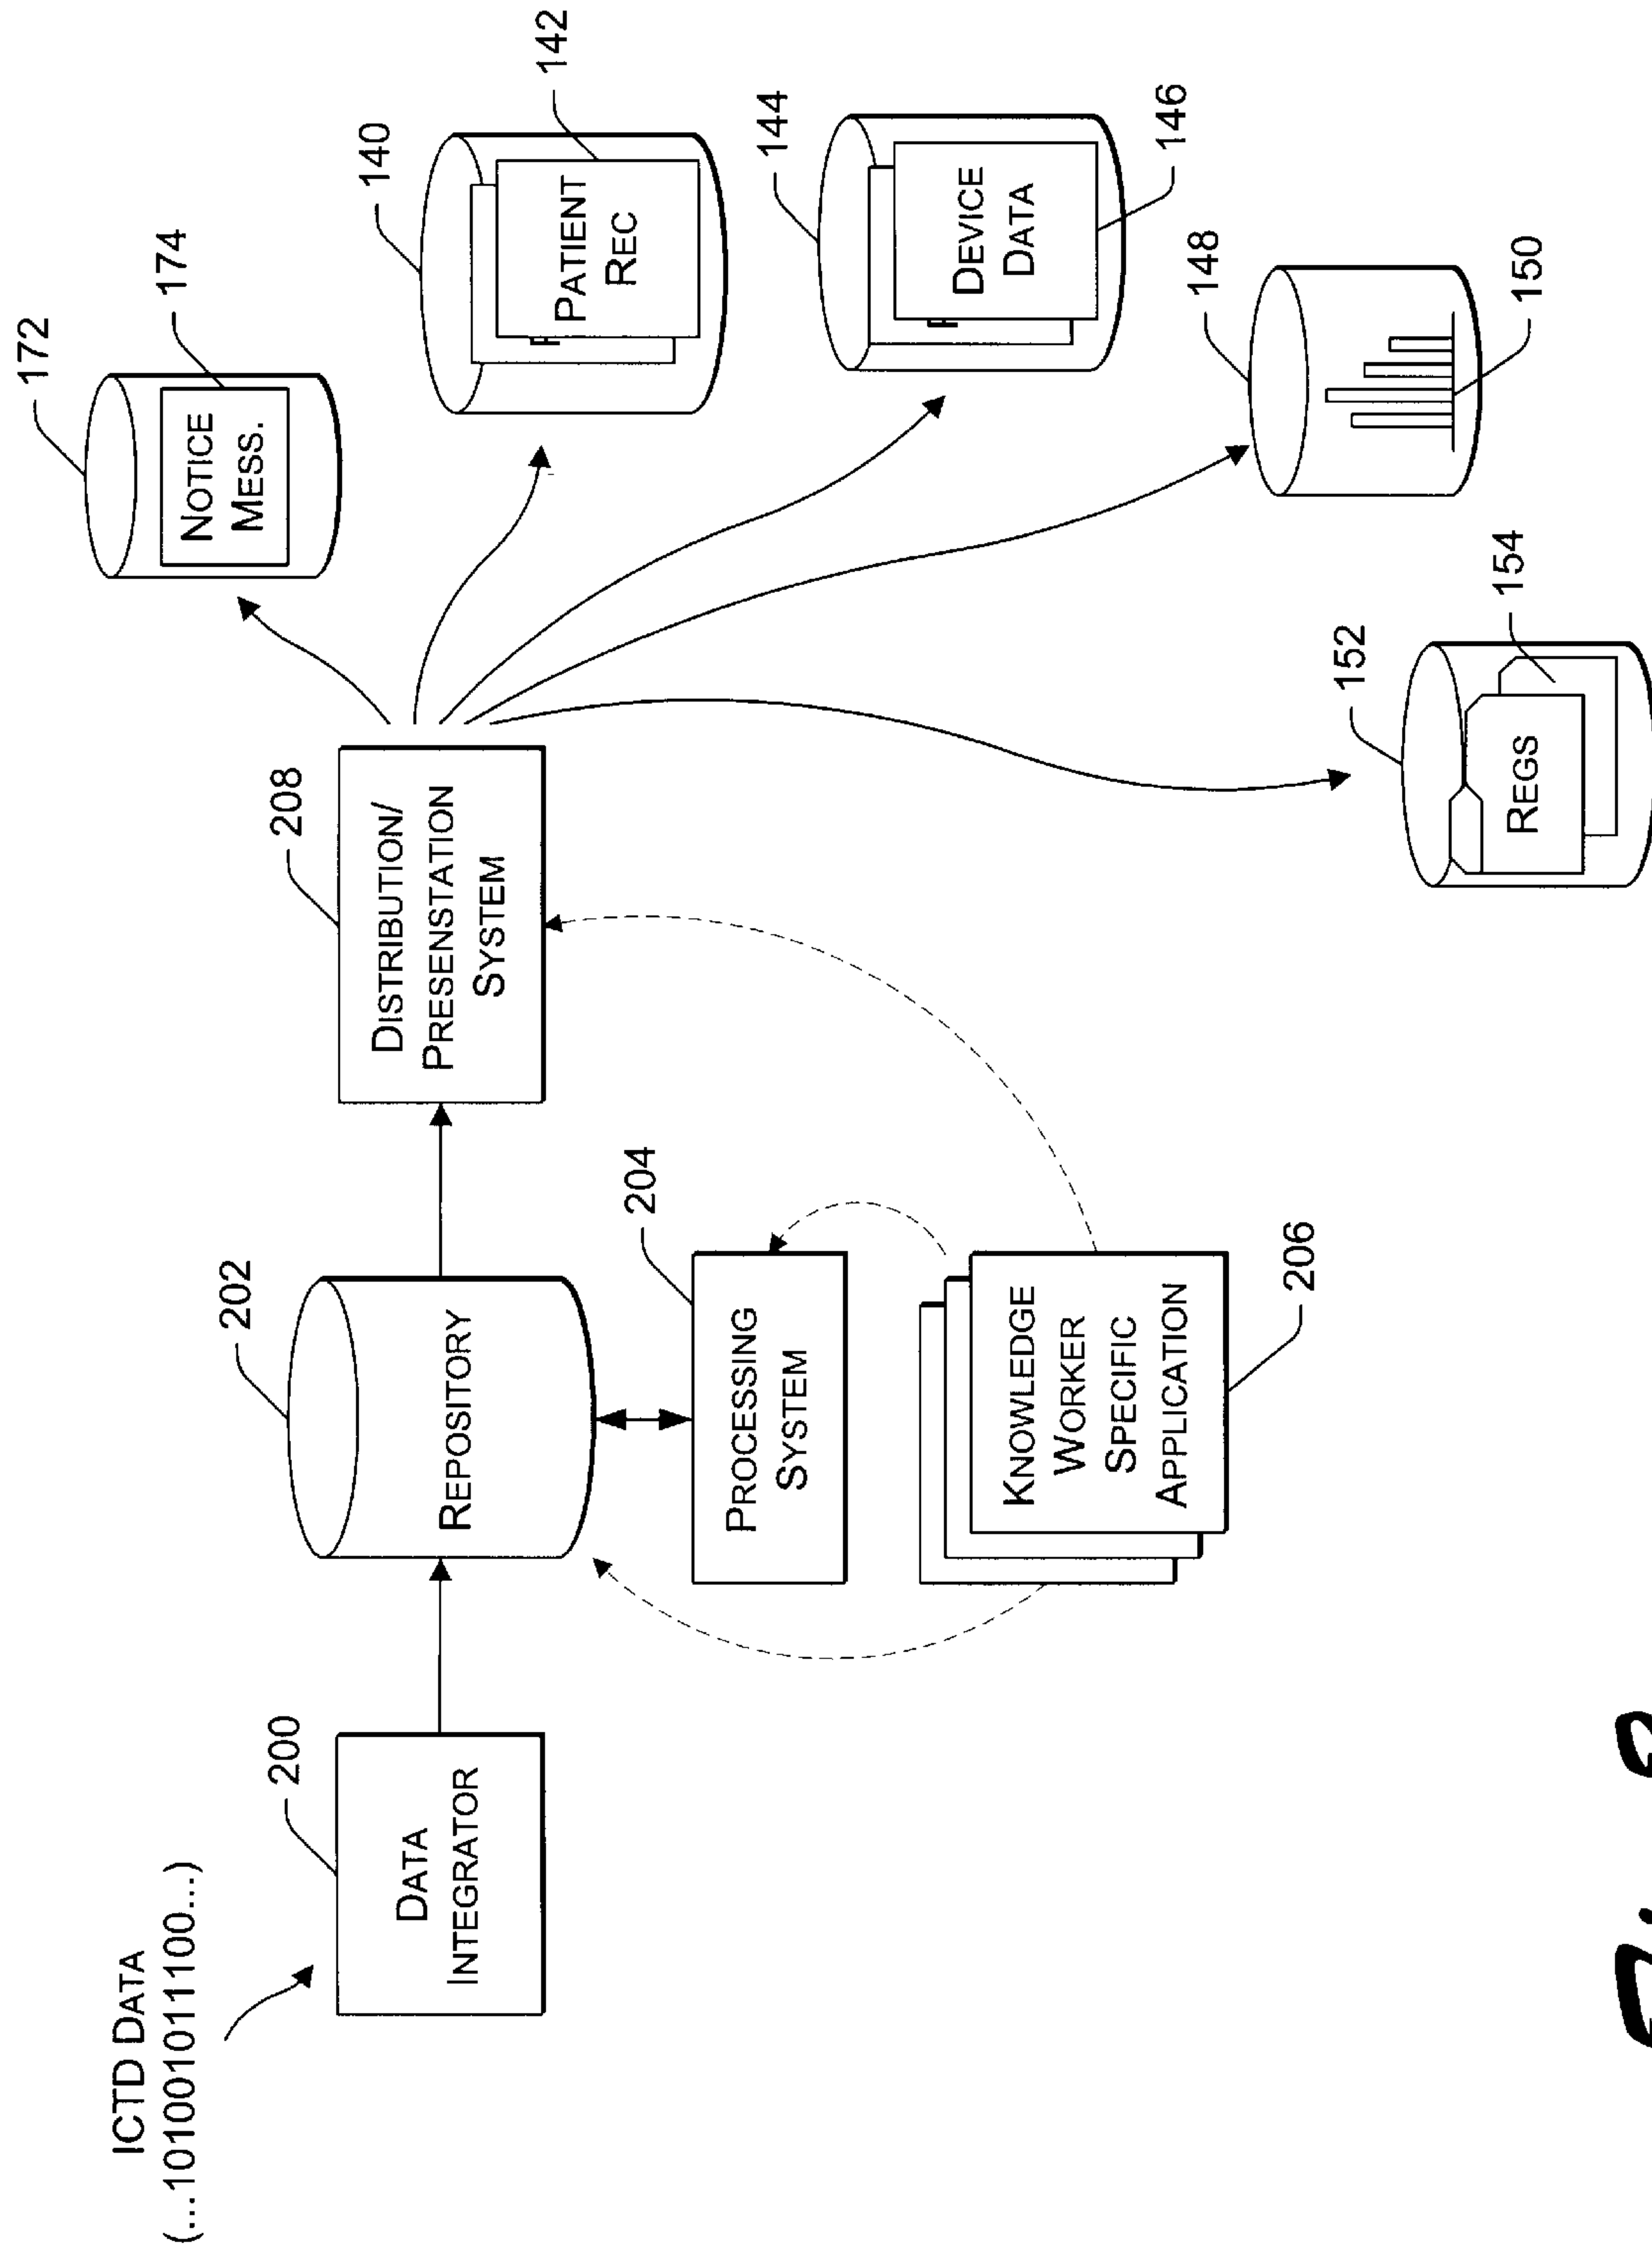 ICTD DATA
(...10100101011100...)
200
DATA
INTEGRATOR
202
REPOSITORY
204
PROCESSING
SYSTEM
KNOWLEDGE
WORKER
SPECIFIC
APPLICATION
206
208
DISTRIBUTION/
PRESENSTATION
SYSTEM
172
174
NOTICE
MESS.
140
142
PATIENT
REC
144
DEVICE
DATA
146
148
150
152
154
REGS